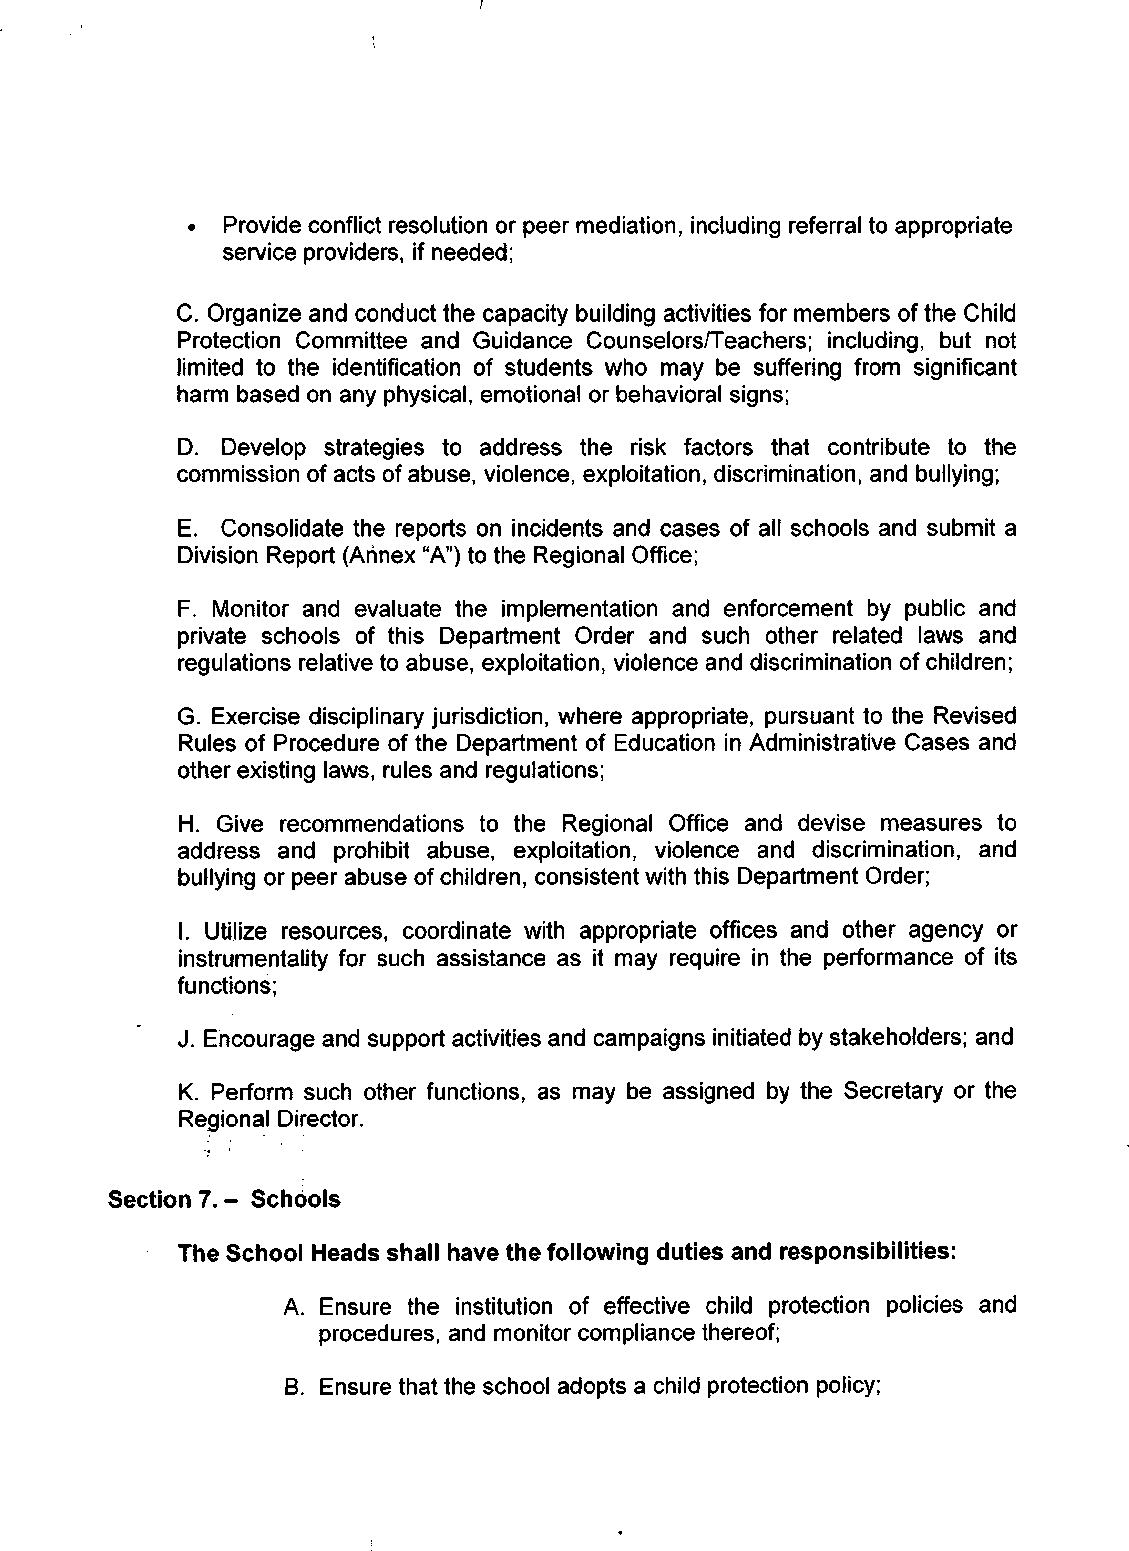 • Provide conflict resolution or peer mediation, including referral to appropriate
service providers, if needed;
C. Organize and conduct the capacity building activities for members of the Child
Protection Committee and Guidance Counselors/Teachers; including, but not
limited to the identification of students who may be suffering from significant
harm based on any physical, emotional or behavioral signs;
D. Develop strategies to address the risk factors that contribute to the
commission of acts of abuse, violence, exploitation, discrimination, and bullying;
E. Consolidate the reports on incidents and cases of all schools and submit a
Division Report (Annex “A”) to the Regional Office;
F. Monitor and evaluate the implementation and enforcement by public and
private schools of this Department Order and such other related laws and
regulations relative to abuse, exploitation, violence and discrimination of children;
G. Exercise disciplinary jurisdiction, where appropriate, pursuant to the Revised
Rules of Procedure of the Department of Education in Administrative Cases and
other existing laws, rules and regulations;
H. Give recommendations to the Regional Office and devise measures to
address and prohibit abuse, exploitation, violence and discrimination, and
bullying or peer abuse of children, consistent with this Department Order;
I. Utilize resources, coordinate with appropriate offices and other agency or
instrumentality for such assistance as it may require in the performance of its
functions;
J. Encourage and support activities and campaigns initiated by stakeholders; and
K. Perform such other functions, as may be assigned by the Secretary or the
Regional Director.
Section 7. – Schools
The School Heads shall have the following duties and responsibilities:
A. Ensure the institution of effective child protection policies and
procedures, and monitor compliance thereof;
B. Ensure that the school adopts a child protection policy;